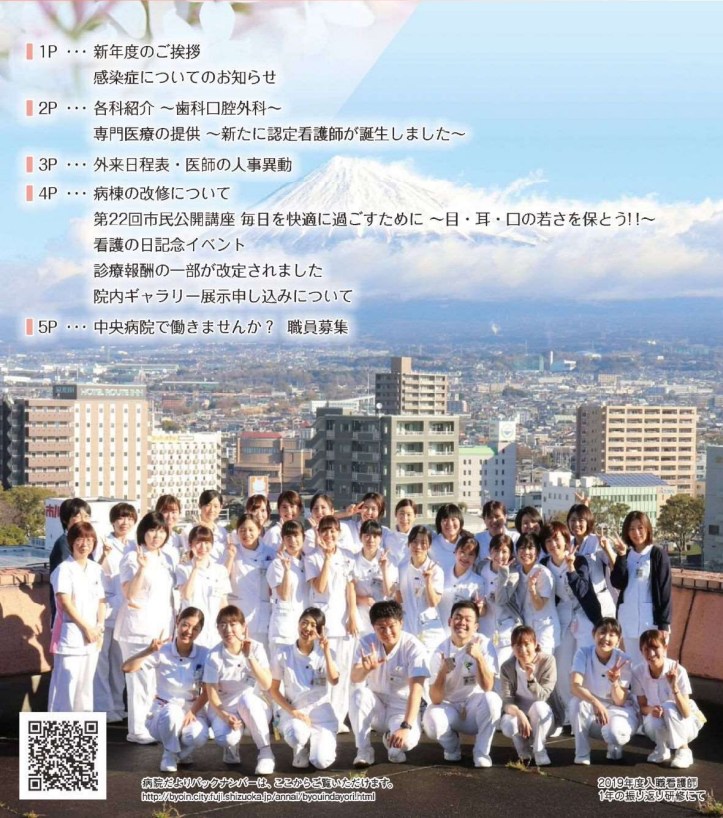 1P ･･･ 新年度のご挨拶
感染症についてのお知らせ
2P ･･･ 各科紹介 ～歯科口腔外科～
専門医療の提供 ～新たに認定看護師が誕生しました～
3P ･･･ 外来日程表・医師の人事異動
4P ･･･ 病棟の改修について
第22回市民公開講座 毎日を快適に過ごすために ～目・耳・口の若さを保とう!!～
看護の日記念イベント
診療報酬の一部が改定されました
院内ギャラリー展示申し込みについて
5P ･･･ 中央病院で働きませんか？ 職員募集
HOTEL ROUTE INN
病院だよりバックナンバーは、ここからご覧いただけます。
http://byoin.city.fuji.shizuoka.jp/annai/byouindayori.html
2019年度入職看護師
1年の振り返り研修にて